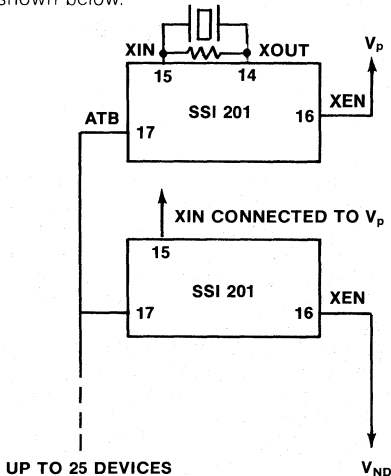 shown below.
XIN XOUT Vp
15 14
SSI 201
ATB 17 16 XEN
XIN CONNECTED TO Vp
15
SSI 201
17 16 XEN
UP TO 25 DEVICES VND